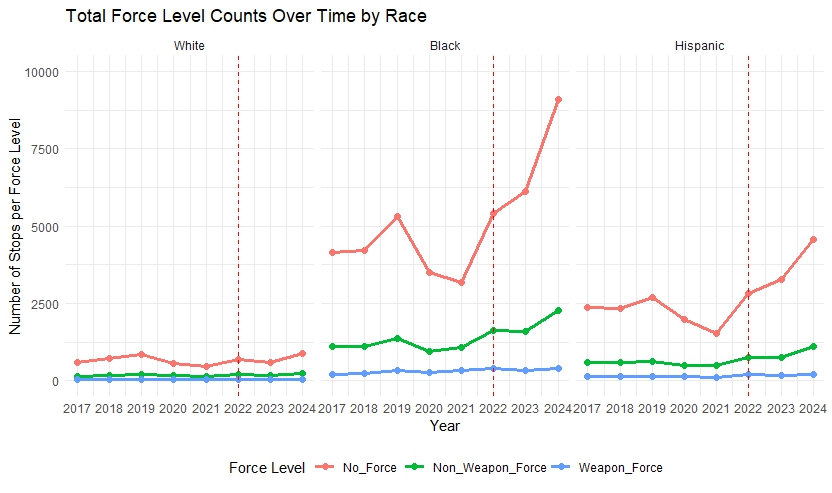 Total Force Level Counts Over Time by Race
White Black Hispanic
Number of Stops per Force Level
10000
7500
5000
2500
0
2017 2018 2019 2020 2021 2022 2023 2024 2017 2018 2019 2020 2021 2022 2023 2024 2017 2018 2019 2020 2021 2022 2023 2024
Year
Force Level No_Force Non_Weapon_Force Weapon_Force